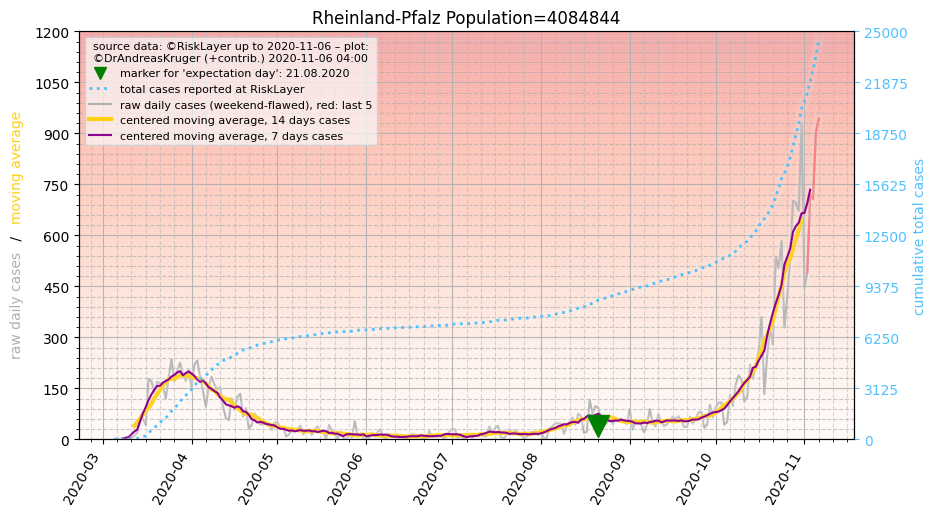 Rheinland-Pfalz Population=4084844
source data: ©RiskLayer up to 2020-11-06 – plot:
©DrAndreasKruger (+contrib.) 2020-11-06 04:00
marker for 'expectation day': 21.08.2020
total cases reported at RiskLayer
raw daily cases (weekend-flawed), red: last 5
centered moving average, 14 days cases
centered moving average, 7 days cases
raw daily cases / moving average
1200
1050
900
750
600
450
300
150
0
25000
21875
18750
15625
12500
9375
6250
3125
0
cumulative total cases
2020-03
2020-04
2020-05
2020-06
2020-07
2020-08
2020-09
2020-10
2020-11